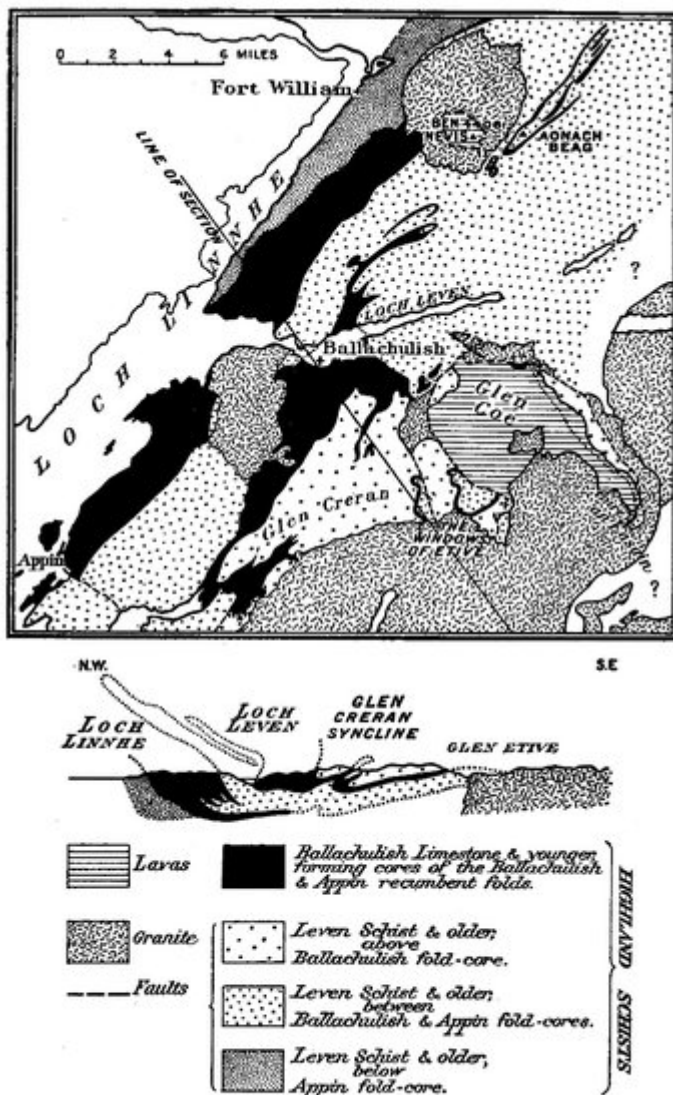 0 2 4 6 MILES
Fort William
BEN
NEVIS
AONACH
BEAG
LINE OF SECTION
LOCH LINNHE
?
LOCH LEVEN
Ballachulish
Glen
Coe
Glen Creran
THE
WINDOWS
OF ETIVE
Appin
?
N.W.
S.E
LOCH
LINNHE
LOCH
LEVEN
GLEN
CRERAN
SYNCLINE
GLEN ETIVE
Lavas
Ballachulish Limestone & younger,
forming cores of the Ballachulish
& Appin recumbent folds.
Granite
Leven Schist & older,
above
Ballachulish fold-core.
Faults
Leven Schist & older,
between
Ballachulish & Appin fold-cores.
Leven Schist & older,
below
Appin fold-core.
HIGHLAND SCHISTS